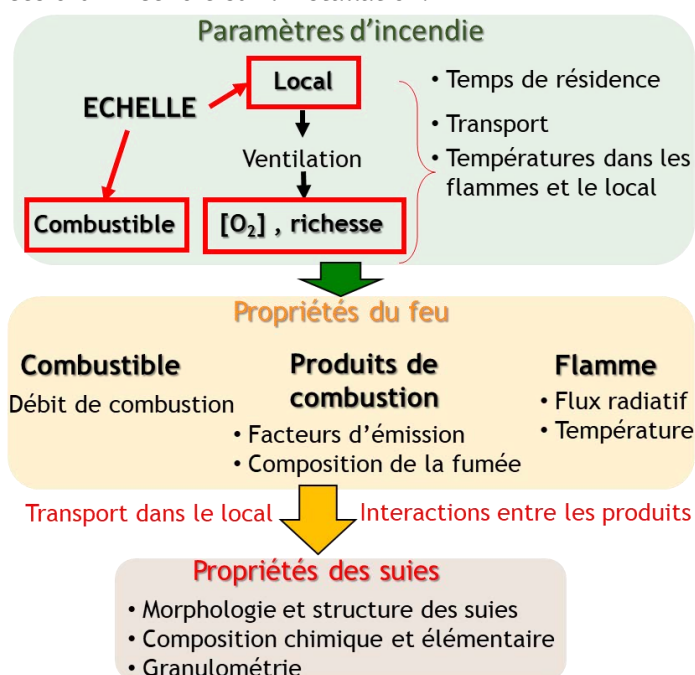 Paramètres d'incendie
Local
ECHELLE
Ventilation
Combustible
[O₂] , richesse
• Temps de résidence
• Transport
• Températures dans les
flammes et le local
Propriétés du feu
Combustible
Débit de combustion
Produits de
combustion
• Facteurs d'émission
• Composition de la fumée
Flamme
• Flux radiatif
• Température
Transport dans le local
Interactions entre les produits
Propriétés des suies
• Morphologie et structure des suies
• Composition chimique et élémentaire
• Granulométrie